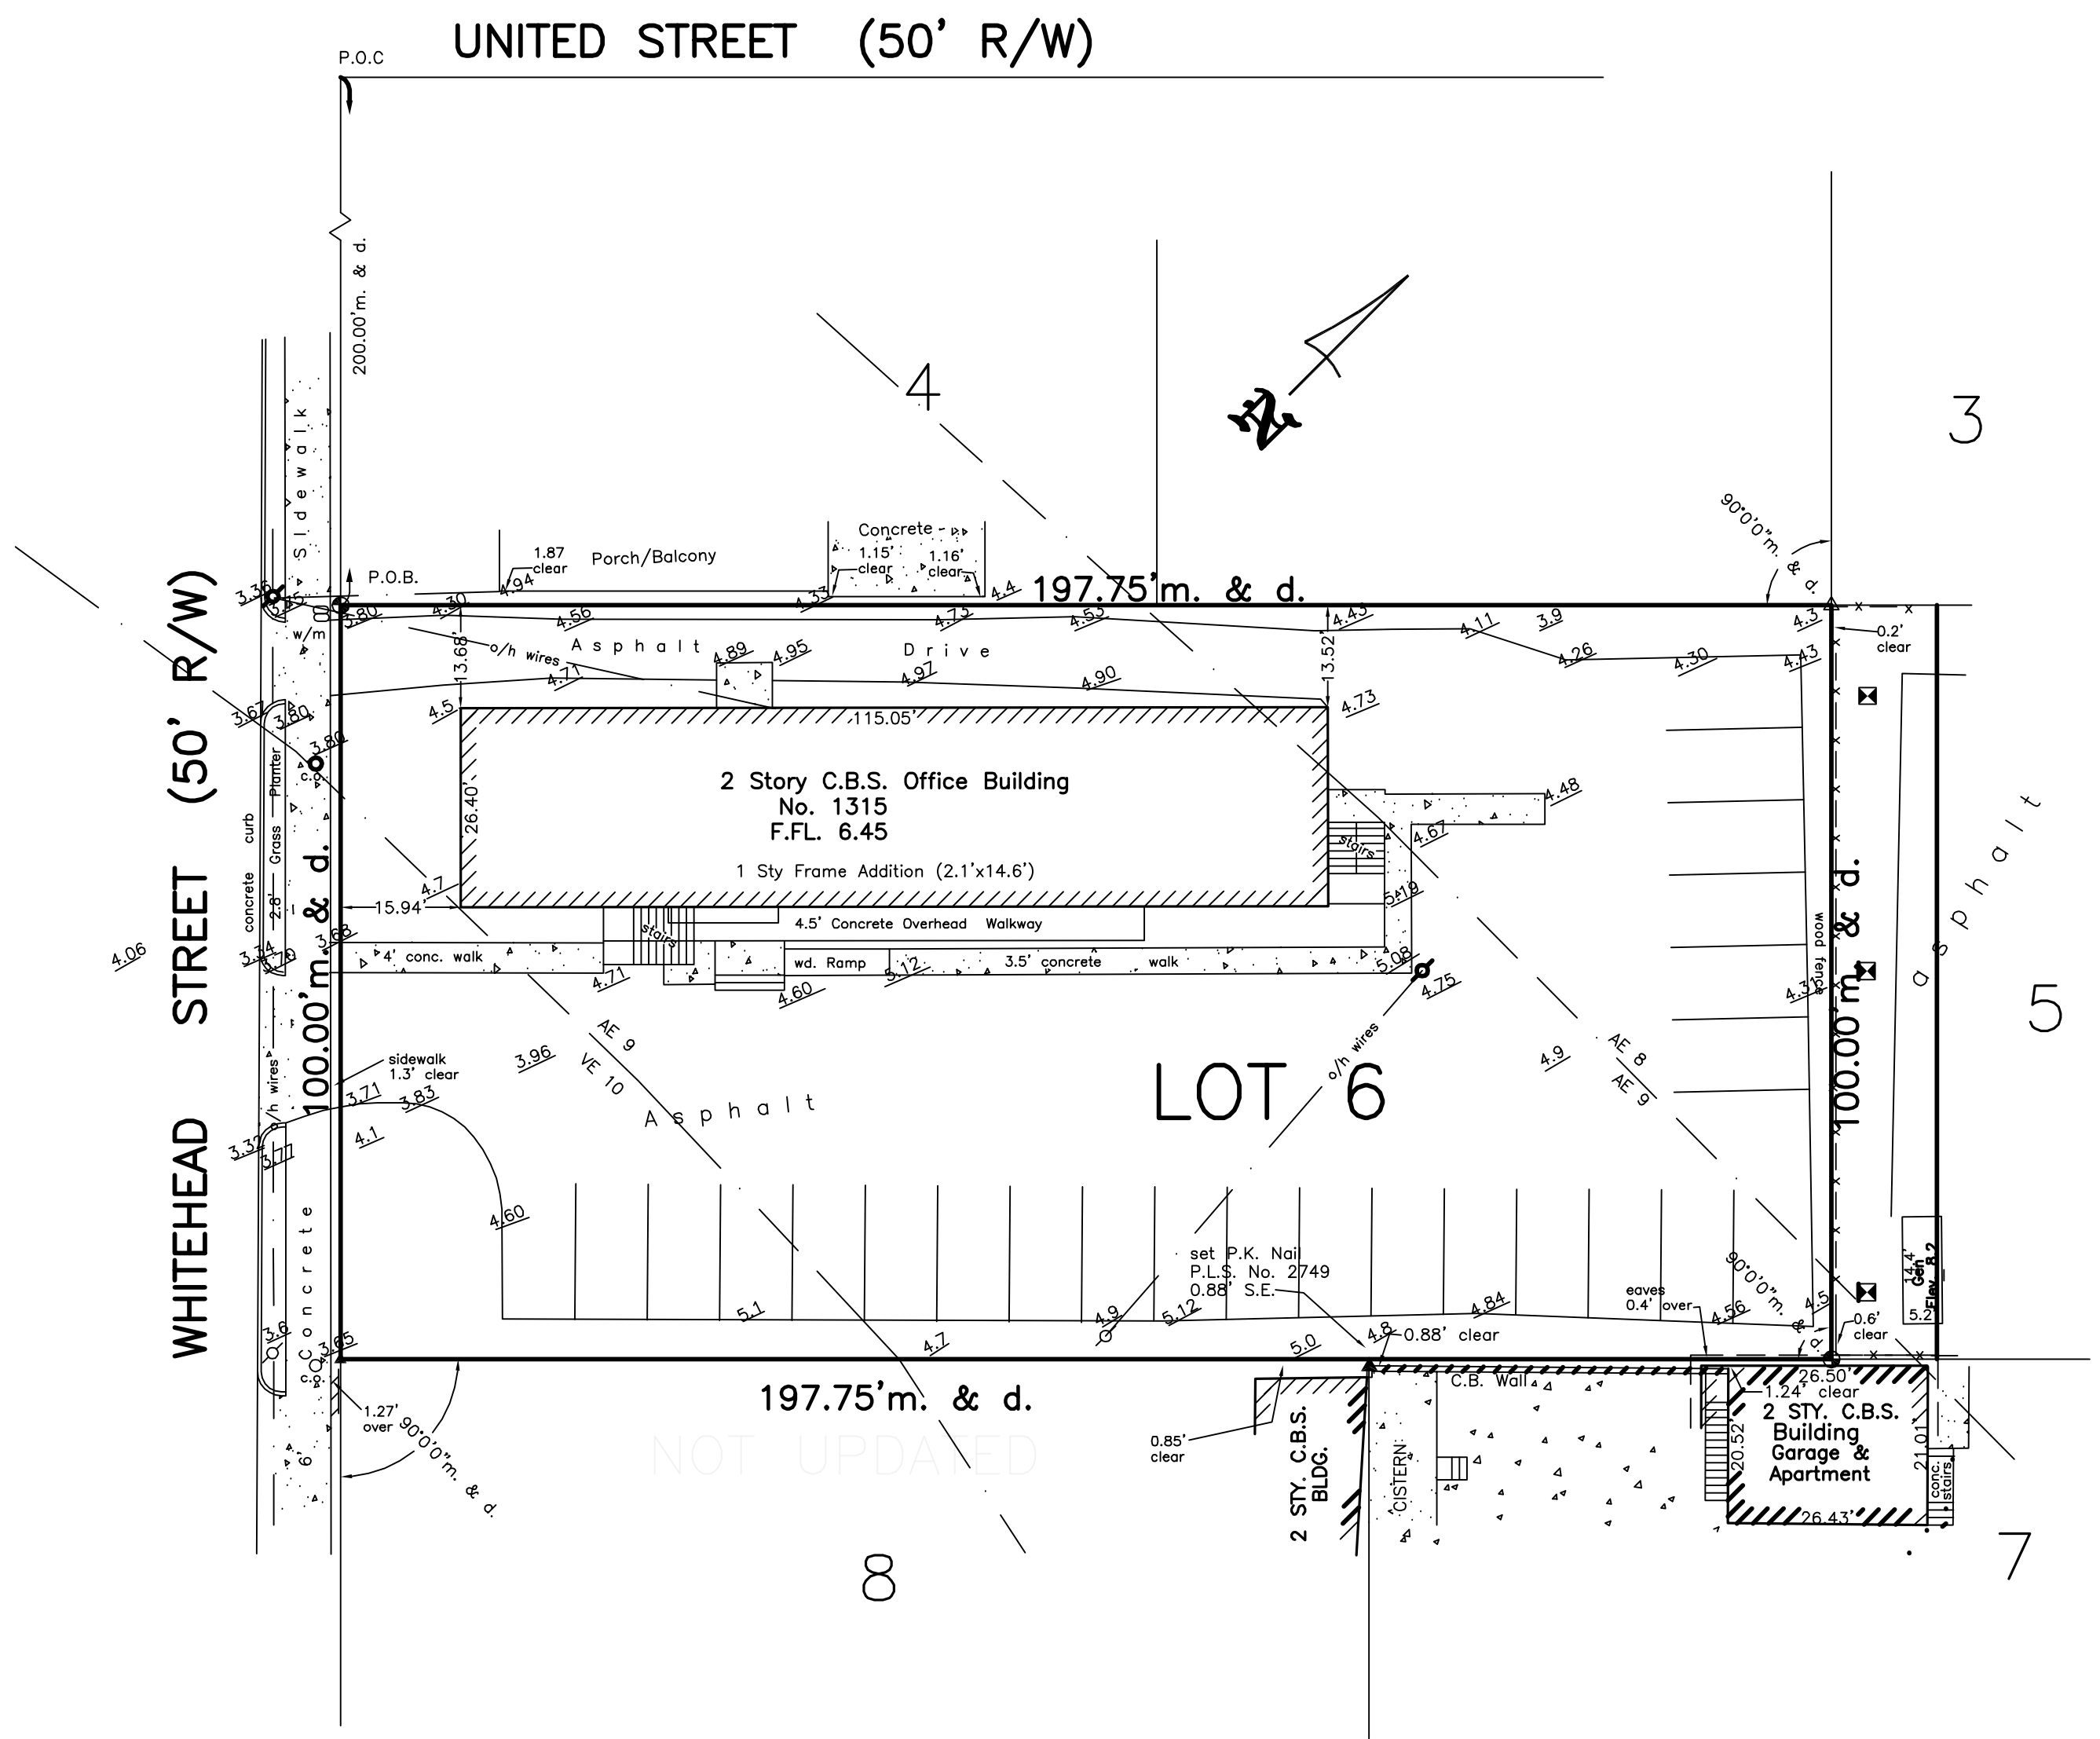 UNITED STREET (50' R/W)
P.O.C
200.00'm. & d.
4
3
N
Sidewalk
90°0'0"m. & d.
Concrete
1.87
clear
Porch/Balcony
1.15'
clear
1.16'
clear
P.O.B.
4.94
4.33
4.4
197.75'm. & d.
3.80
4.30
4.56
4.53
4.43
4.11
3.9
4.3
0.2'
clear
w/m
13.68'
o/h wires
Asphalt Drive
4.89
4.95
13.52'
4.26
4.30
4.43
4.71
4.97
4.90
4.73
3.67
3.80
4.5
115.05'
3.80
c.o.
WHITEHEAD STREET (50' R/W)
concrete curb
2.8' Grass Planter
26.40'
2 Story C.B.S. Office Building
No. 1315
F.FL. 6.45
1 Sty Frame Addition (2.1'x14.6')
4.48
4.67
stairs
4.7
15.94'
5.19
3.68
4.5' Concrete Overhead Walkway
stairs
4.06
3.34
4' conc. walk
wd. Ramp
5.12
3.5' concrete walk
5.08
4.71
4.60
4.75
wood fence
4.31
100.00'm. & d.
100.00'm. & d.
asphalt
5
AE 9
VE 10
3.96
sidewalk
1.3' clear
o/h wires
o/h wires
4.9
AE 8
AE 9
3.71
3.83
Asphalt
LOT 6
4.1
3.32
3.77
4.60
6' Concrete
set P.K. Nail
P.L.S. No. 2749
0.88' S.E.
90°0'0"m. & d.
14.4'
Gen
Elev. 8.2
5.2'
eaves
0.4' over
5.1
4.9
5.12
4.84
4.56
4.5
0.6'
clear
3.6
3.65
c.o.
4.7
5.0
4.8
0.88' clear
197.75'm. & d.
C.B. Wall
26.50'
1.24' clear
1.27'
over
90°0'0"m. & d.
NOT UPDATED
0.85'
clear
2 STY. C.B.S.
BLDG.
CISTERN
20.52'
2 STY. C.B.S.
Building
Garage &
Apartment
21.01'
conc.
stairs
26.43'
8
7